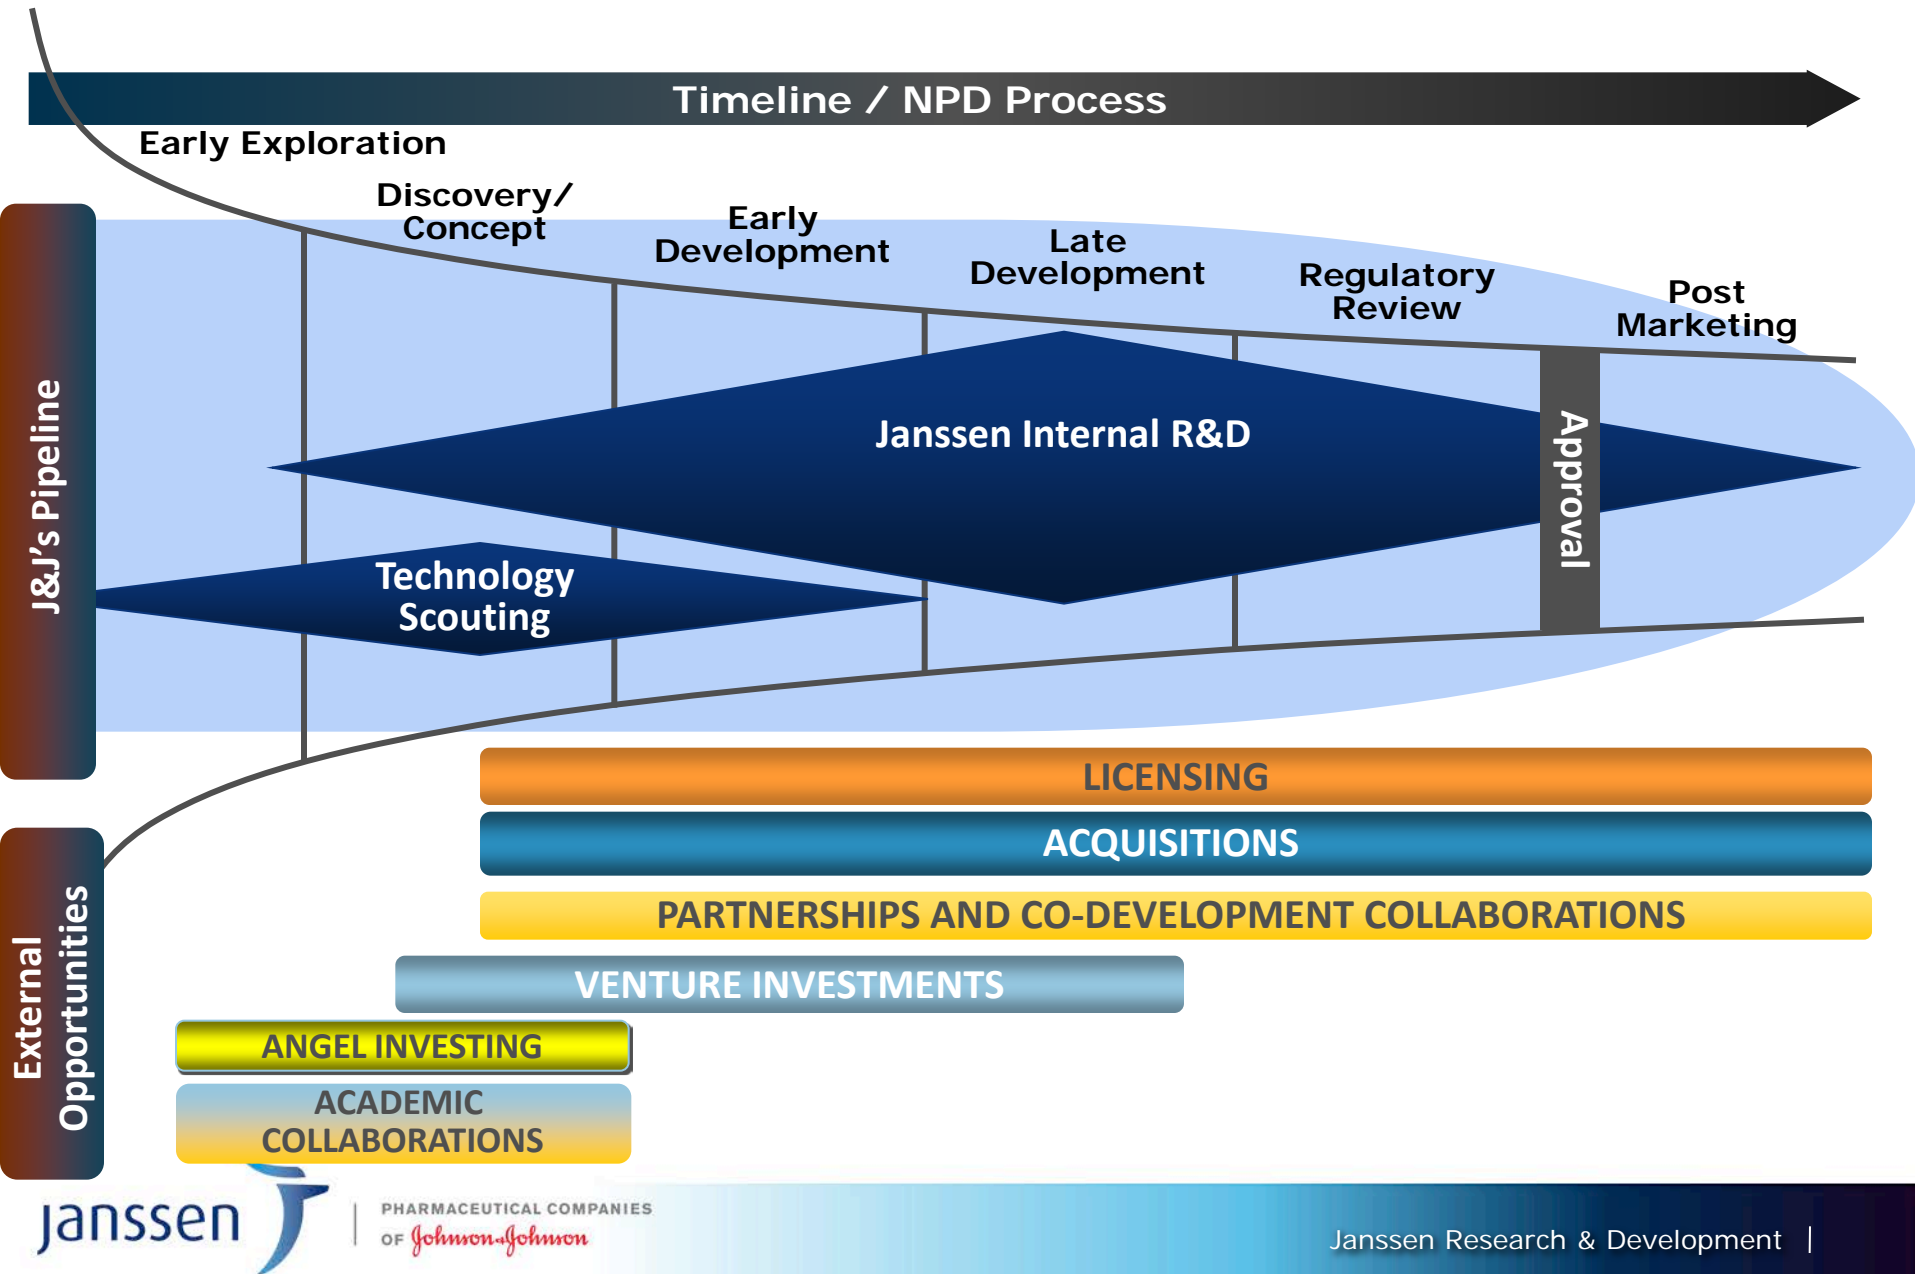 Timeline / NPD Process
Early Exploration
Discovery/
Concept
Early
Development
Late
Development
Regulatory
Review
Post
Marketing
J&J's Pipeline
Janssen Internal R&D
Approval
Technology
Scouting
External
Opportunities
LICENSING
ACQUISITIONS
PARTNERSHIPS AND CO-DEVELOPMENT COLLABORATIONS
VENTURE INVESTMENTS
ANGEL INVESTING
ACADEMIC
COLLABORATIONS
janssen
PHARMACEUTICAL COMPANIES
OF Johnson & Johnson
Janssen Research & Development |